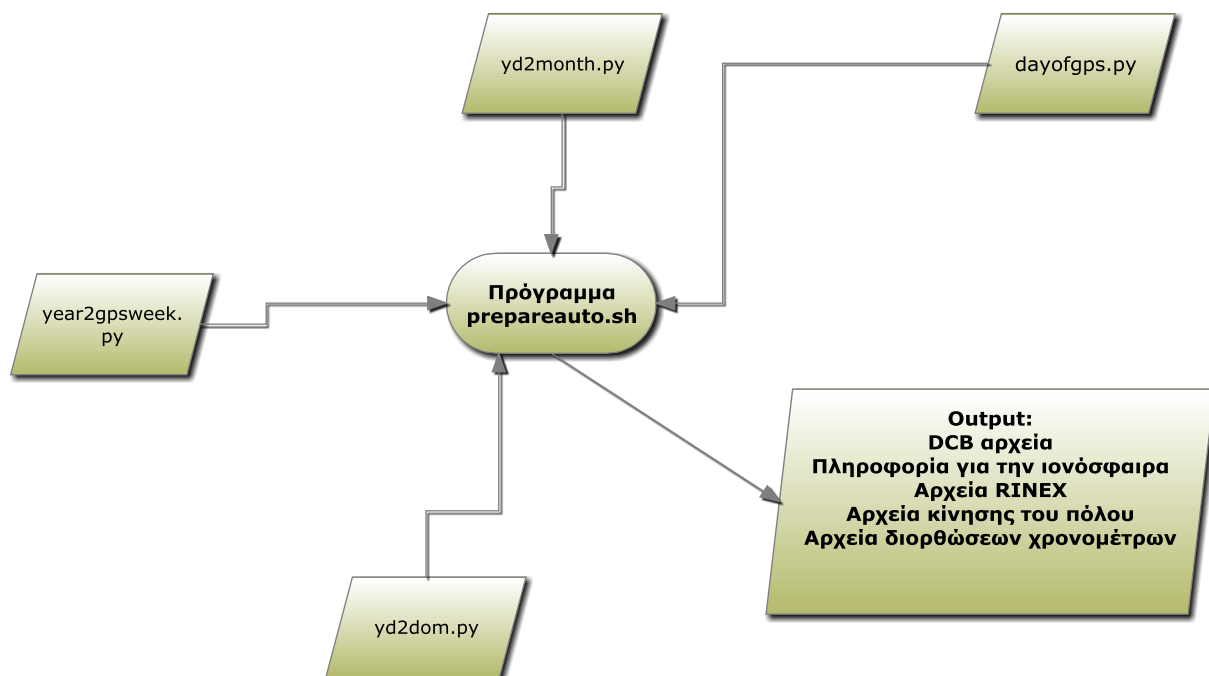 yd2month.py
dayofgps.py
year2gpsweek.
py
Πρόγραμμα
prepareauto.sh
Output:
DCB αρχεία
Πληροφορία για την ιονόσφαιρα
Αρχεία RINEX
Αρχεία κίνησης του πόλου
Αρχεία διορθώσεων χρονομέτρων
yd2dom.py